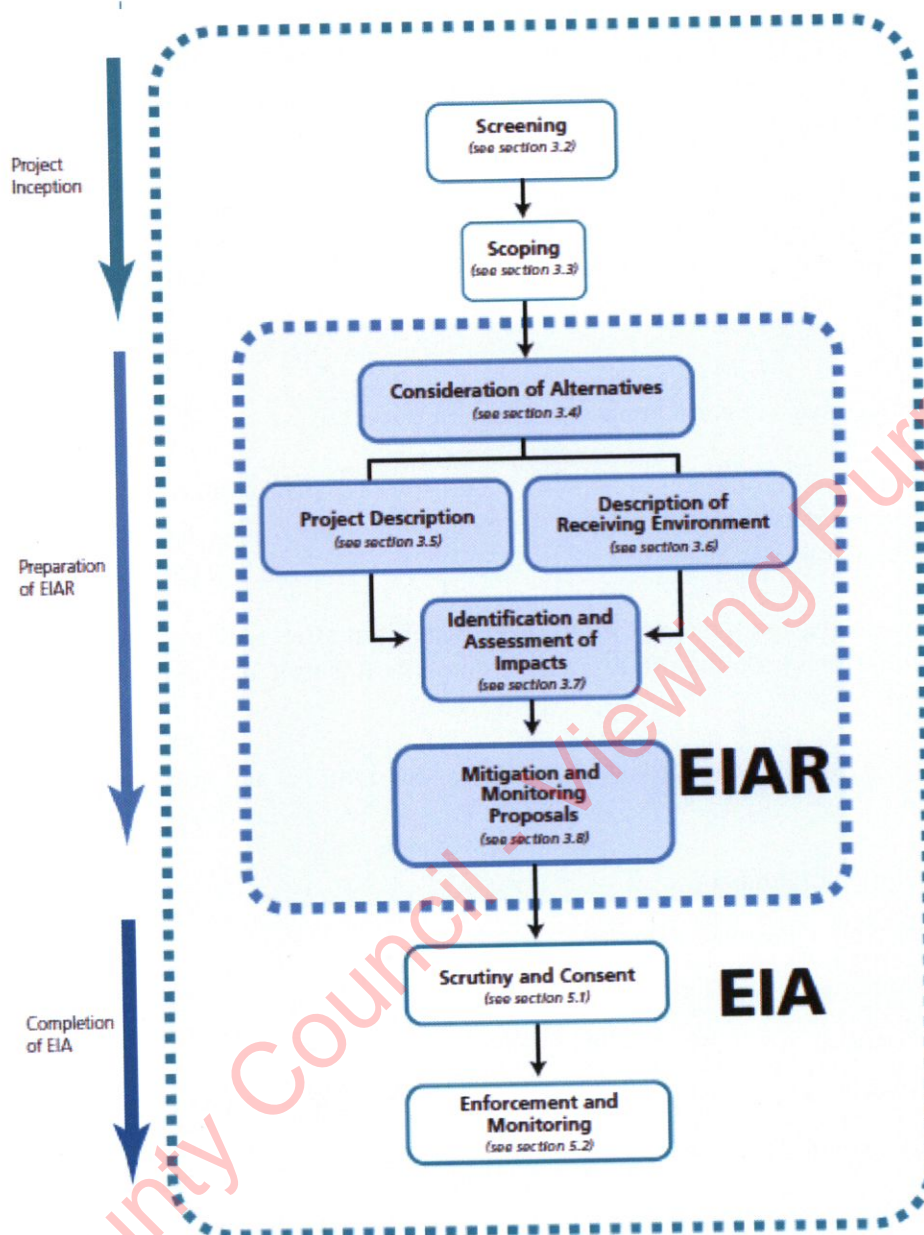 Project
Inception
Screening
(see section 3.2)
Scoping
(see section 3.3)
Consideration of Alternatives
(see section 3.4)
Project Description
(see section 3.5)
Description of
Receiving Environment
(see section 3.6)
Preparation
of EIAR
Identification and
Assessment of
Impacts
(see section 3.7)
EIAR
Mitigation and
Monitoring
Proposals
(see section 3.8)
Scrutiny and Consent
(see section 5.1)
EIA
Completion
of EIA
Enforcement and
Monitoring
(see section 5.2)
Council - Viewing